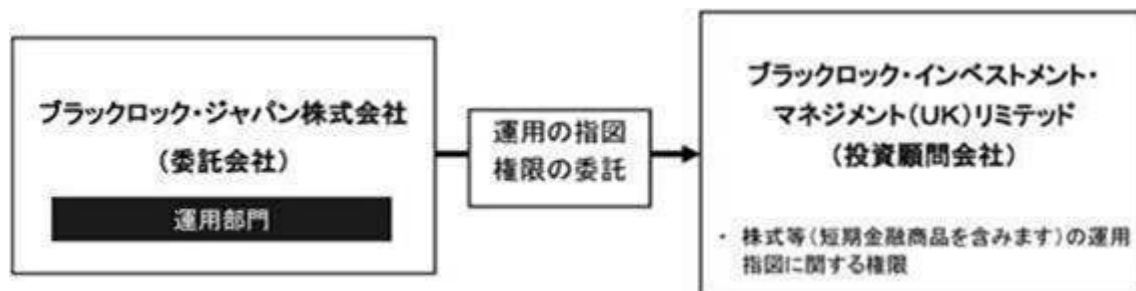 ブラックロック・ジャパン株式会社
(委託会社)
運用部門
運用の指図
権限の委託
ブラックロック・インベストメント・
マネジメント(UK)リミテッド
(投資顧問会社)
・ 株式等(短期金融商品を含みます)の運用
指図に関する権限